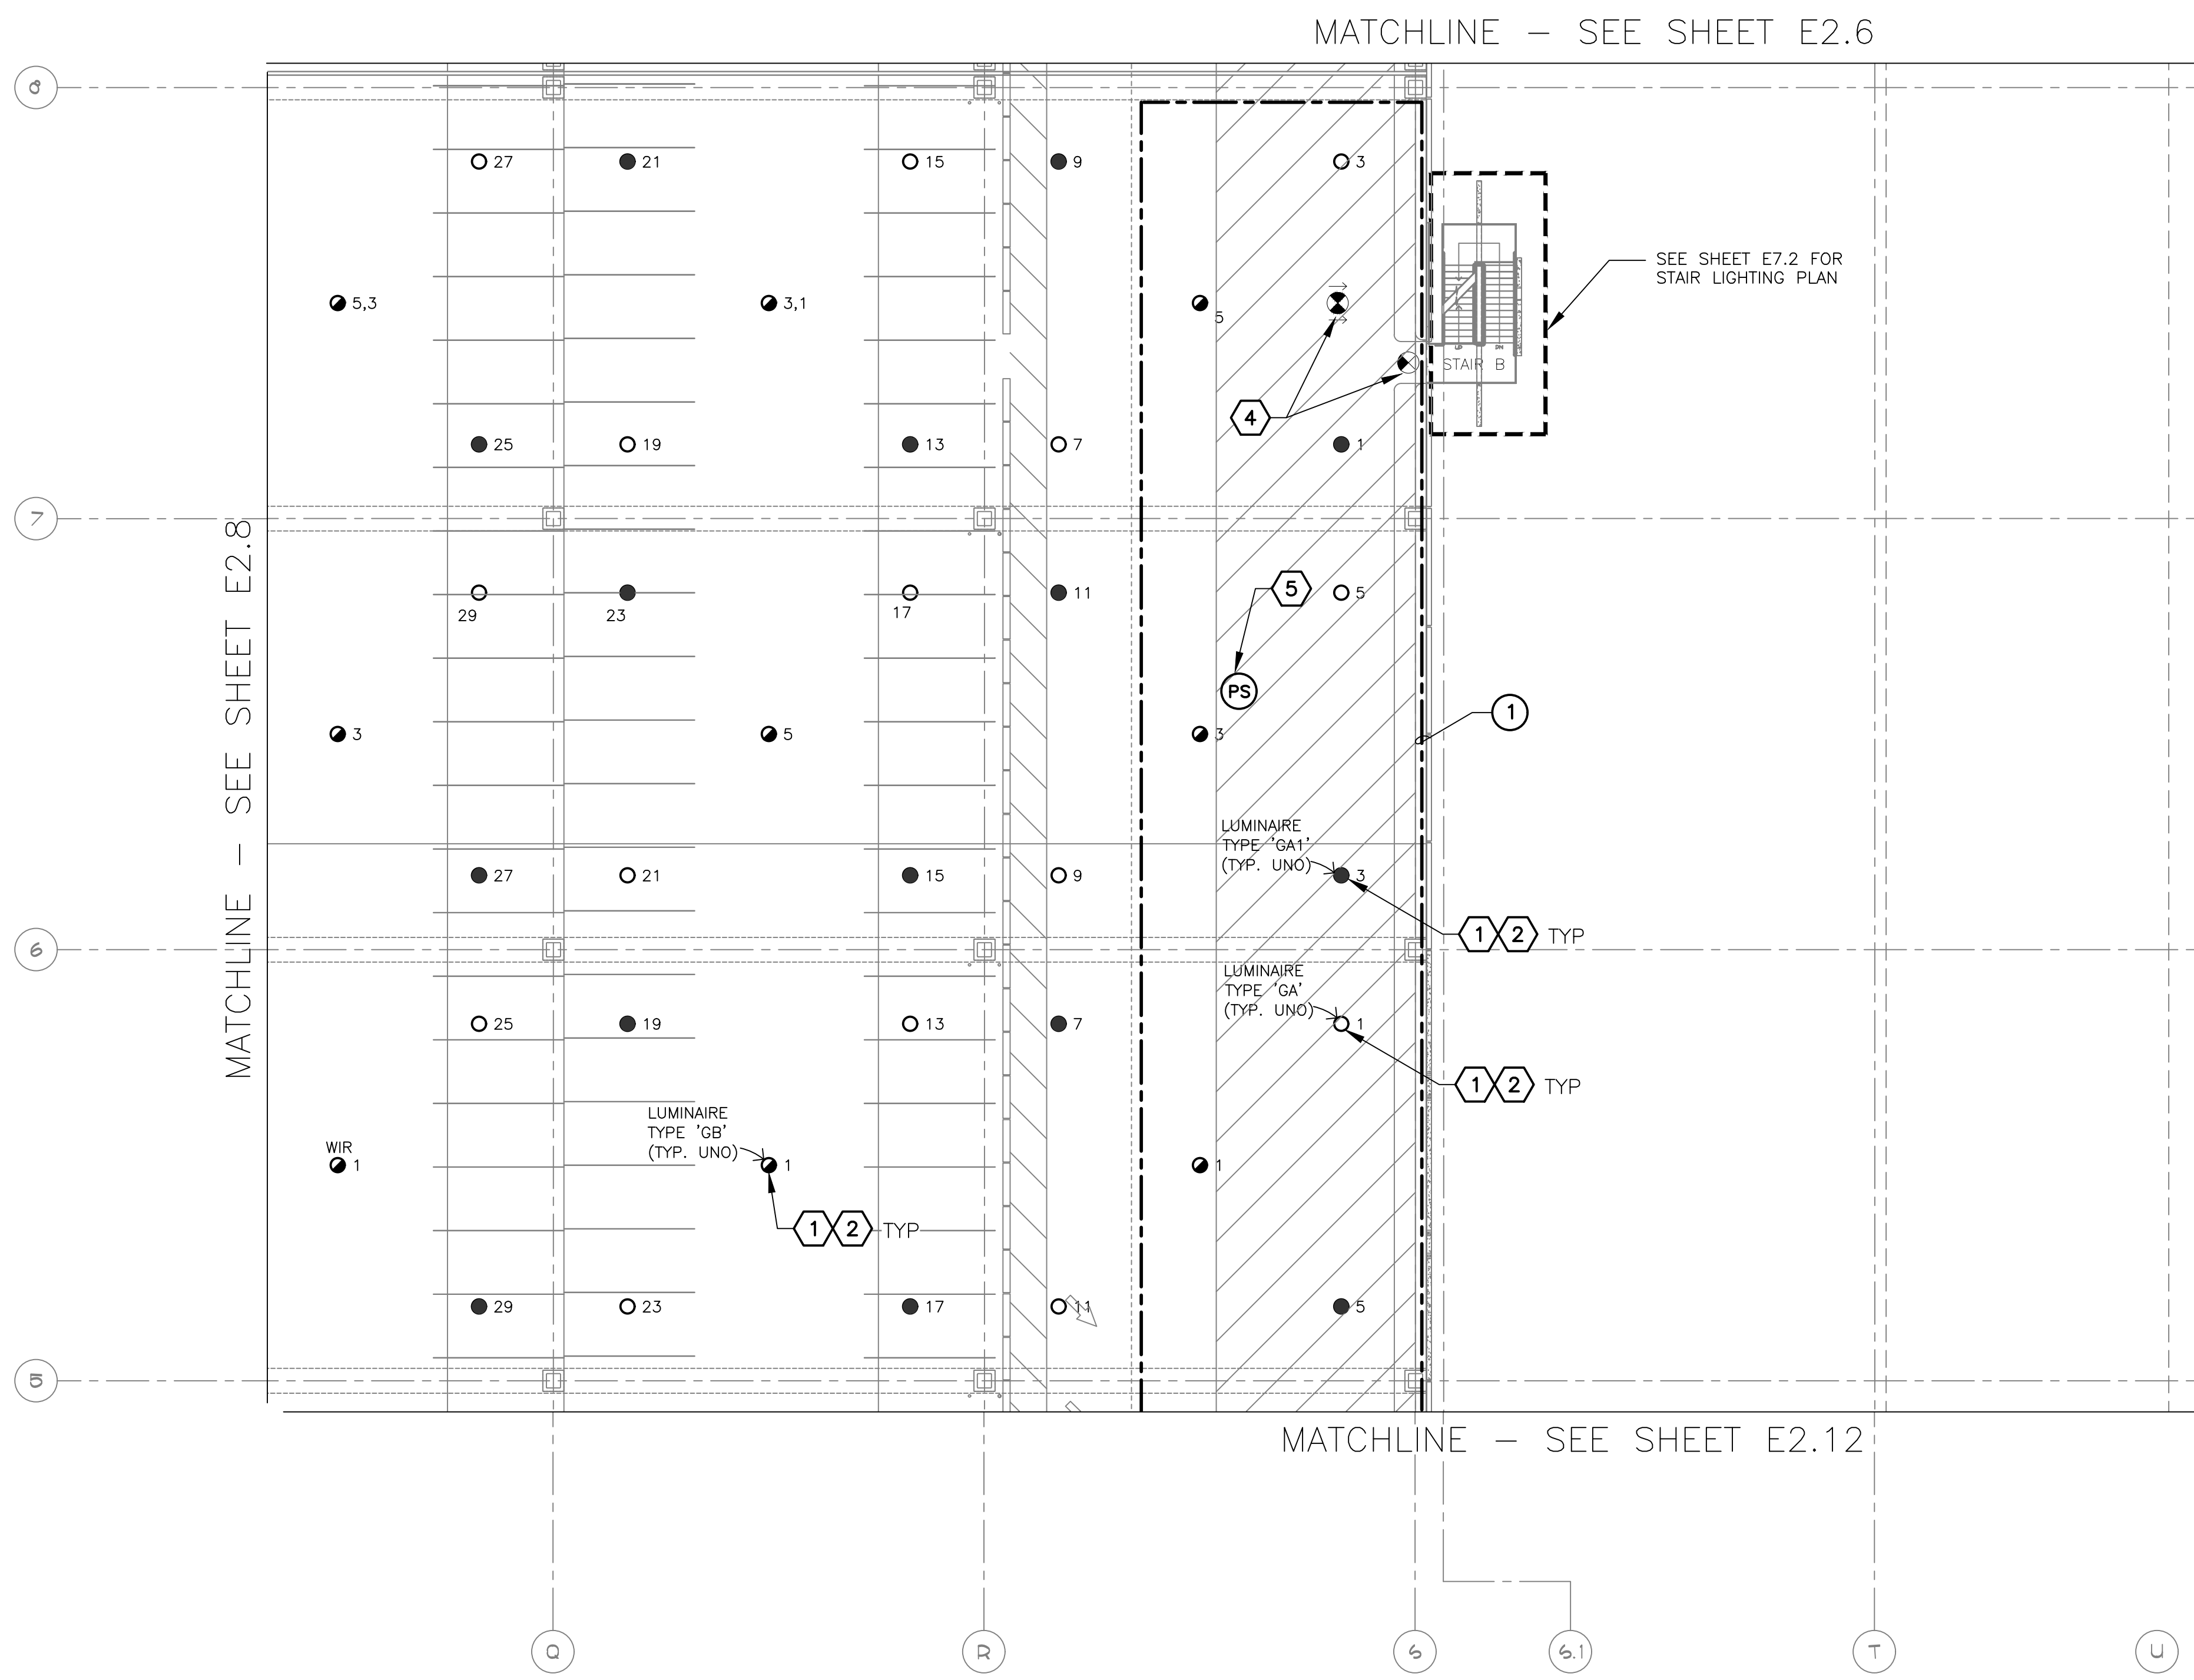 MATCHLINE - SEE SHEET E2.6
8
27
21
15
9
3
SEE SHEET E7.2 FOR
STAIR LIGHTING PLAN
5,3
3,1
5
UP
DN
STAIR B
4
25
19
13
7
1
7
MATCHLINE - SEE SHEET E2.8
29
23
17
11
5
5
PS
1
3
5
3
LUMINAIRE
TYPE 'GA1'
(TYP. UNO)
27
21
15
9
3
1 2 TYP
6
LUMINAIRE
TYPE 'GA'
(TYP. UNO)
25
19
13
7
1
1 2 TYP
LUMINAIRE
TYPE 'GB'
(TYP. UNO)
WIR
1
1
1
1 2 TYP
29
23
17
11
5
5
MATCHLINE - SEE SHEET E2.12
Q
R
S
S.1
T
U